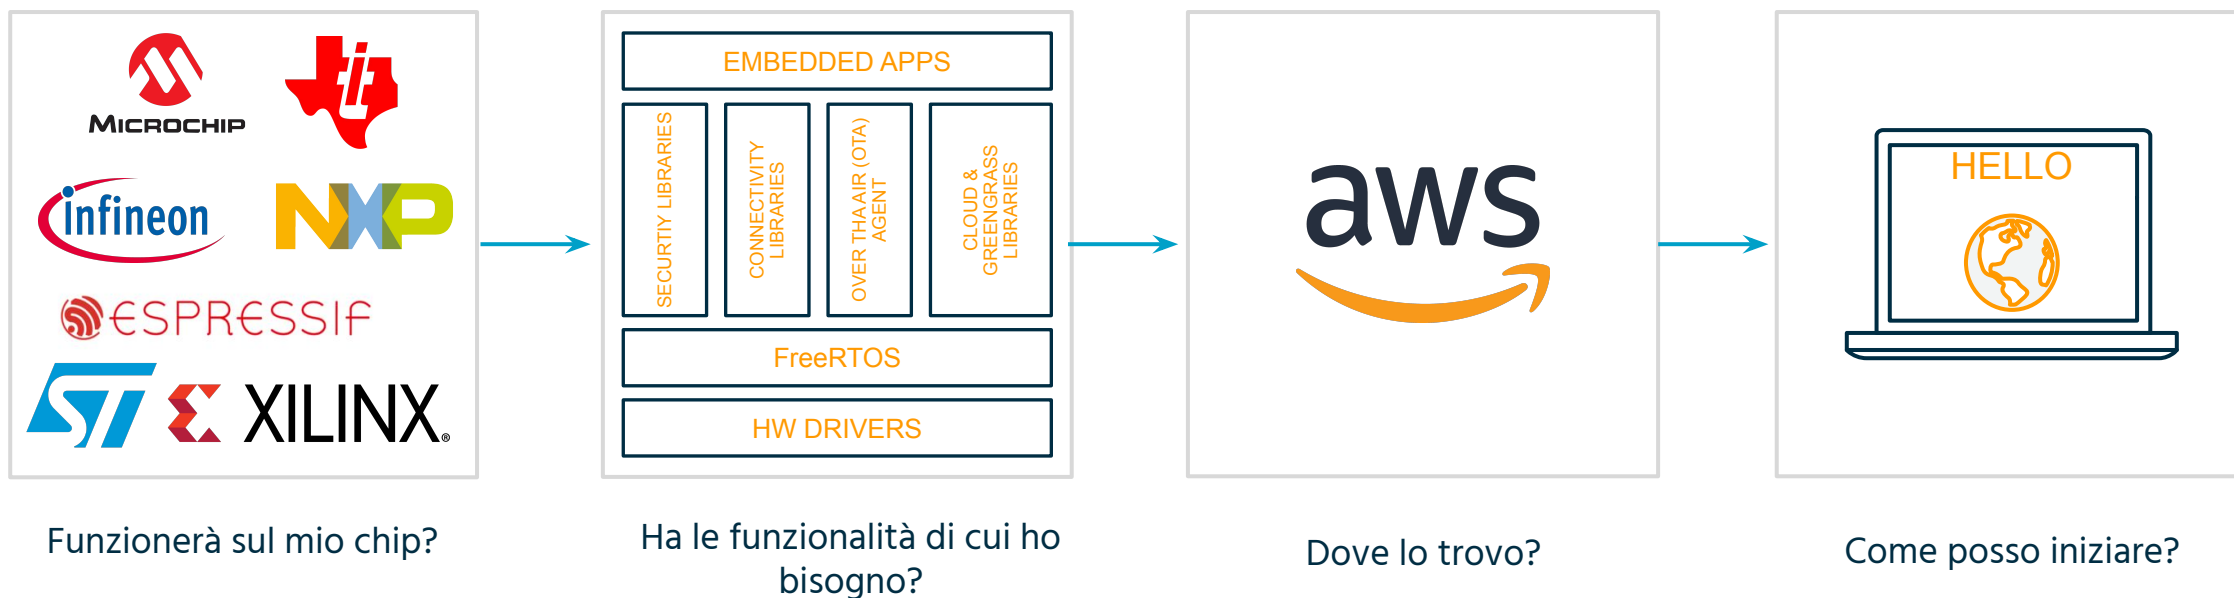 MICROCHIP
ti
infineon
NXP
ESPRESSIF
ST
XILINX®
Funzionerà sul mio chip?
EMBEDDED APPS
SECURTIY LIBRARIES
CONNECTIVITY
LIBRARIES
OVER THA AIR (OTA)
AGENT
CLOUD &
GREENGRASS
LIBRARIES
FreeRTOS
HW DRIVERS
Ha le funzionalità di cui ho
bisogno?
aws
Dove lo trovo?
HELLO
Come posso iniziare?